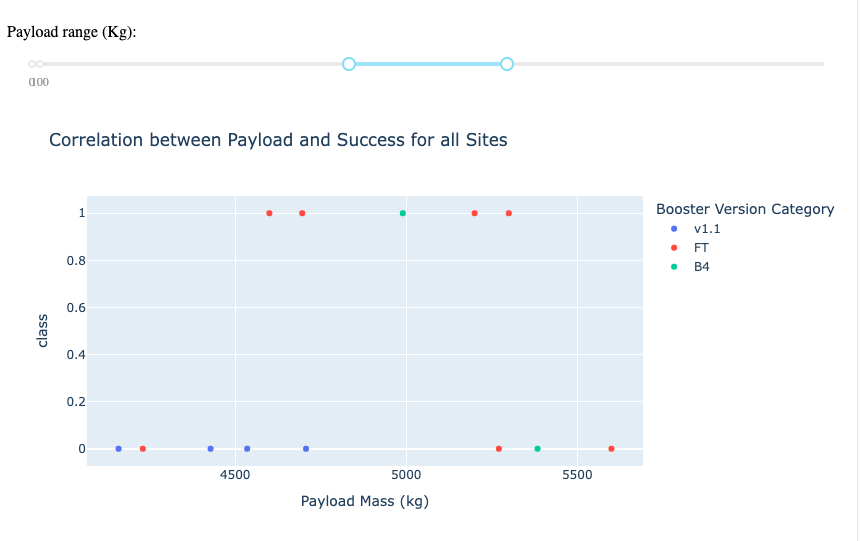 Payload range (Kg):
Correlation between Payload and Success for all Sites
Booster Version Category
v1.1
FT
B4
1
0.8
0.6
0.4
0.2
0
class
4500
5000
5500
Payload Mass (kg)